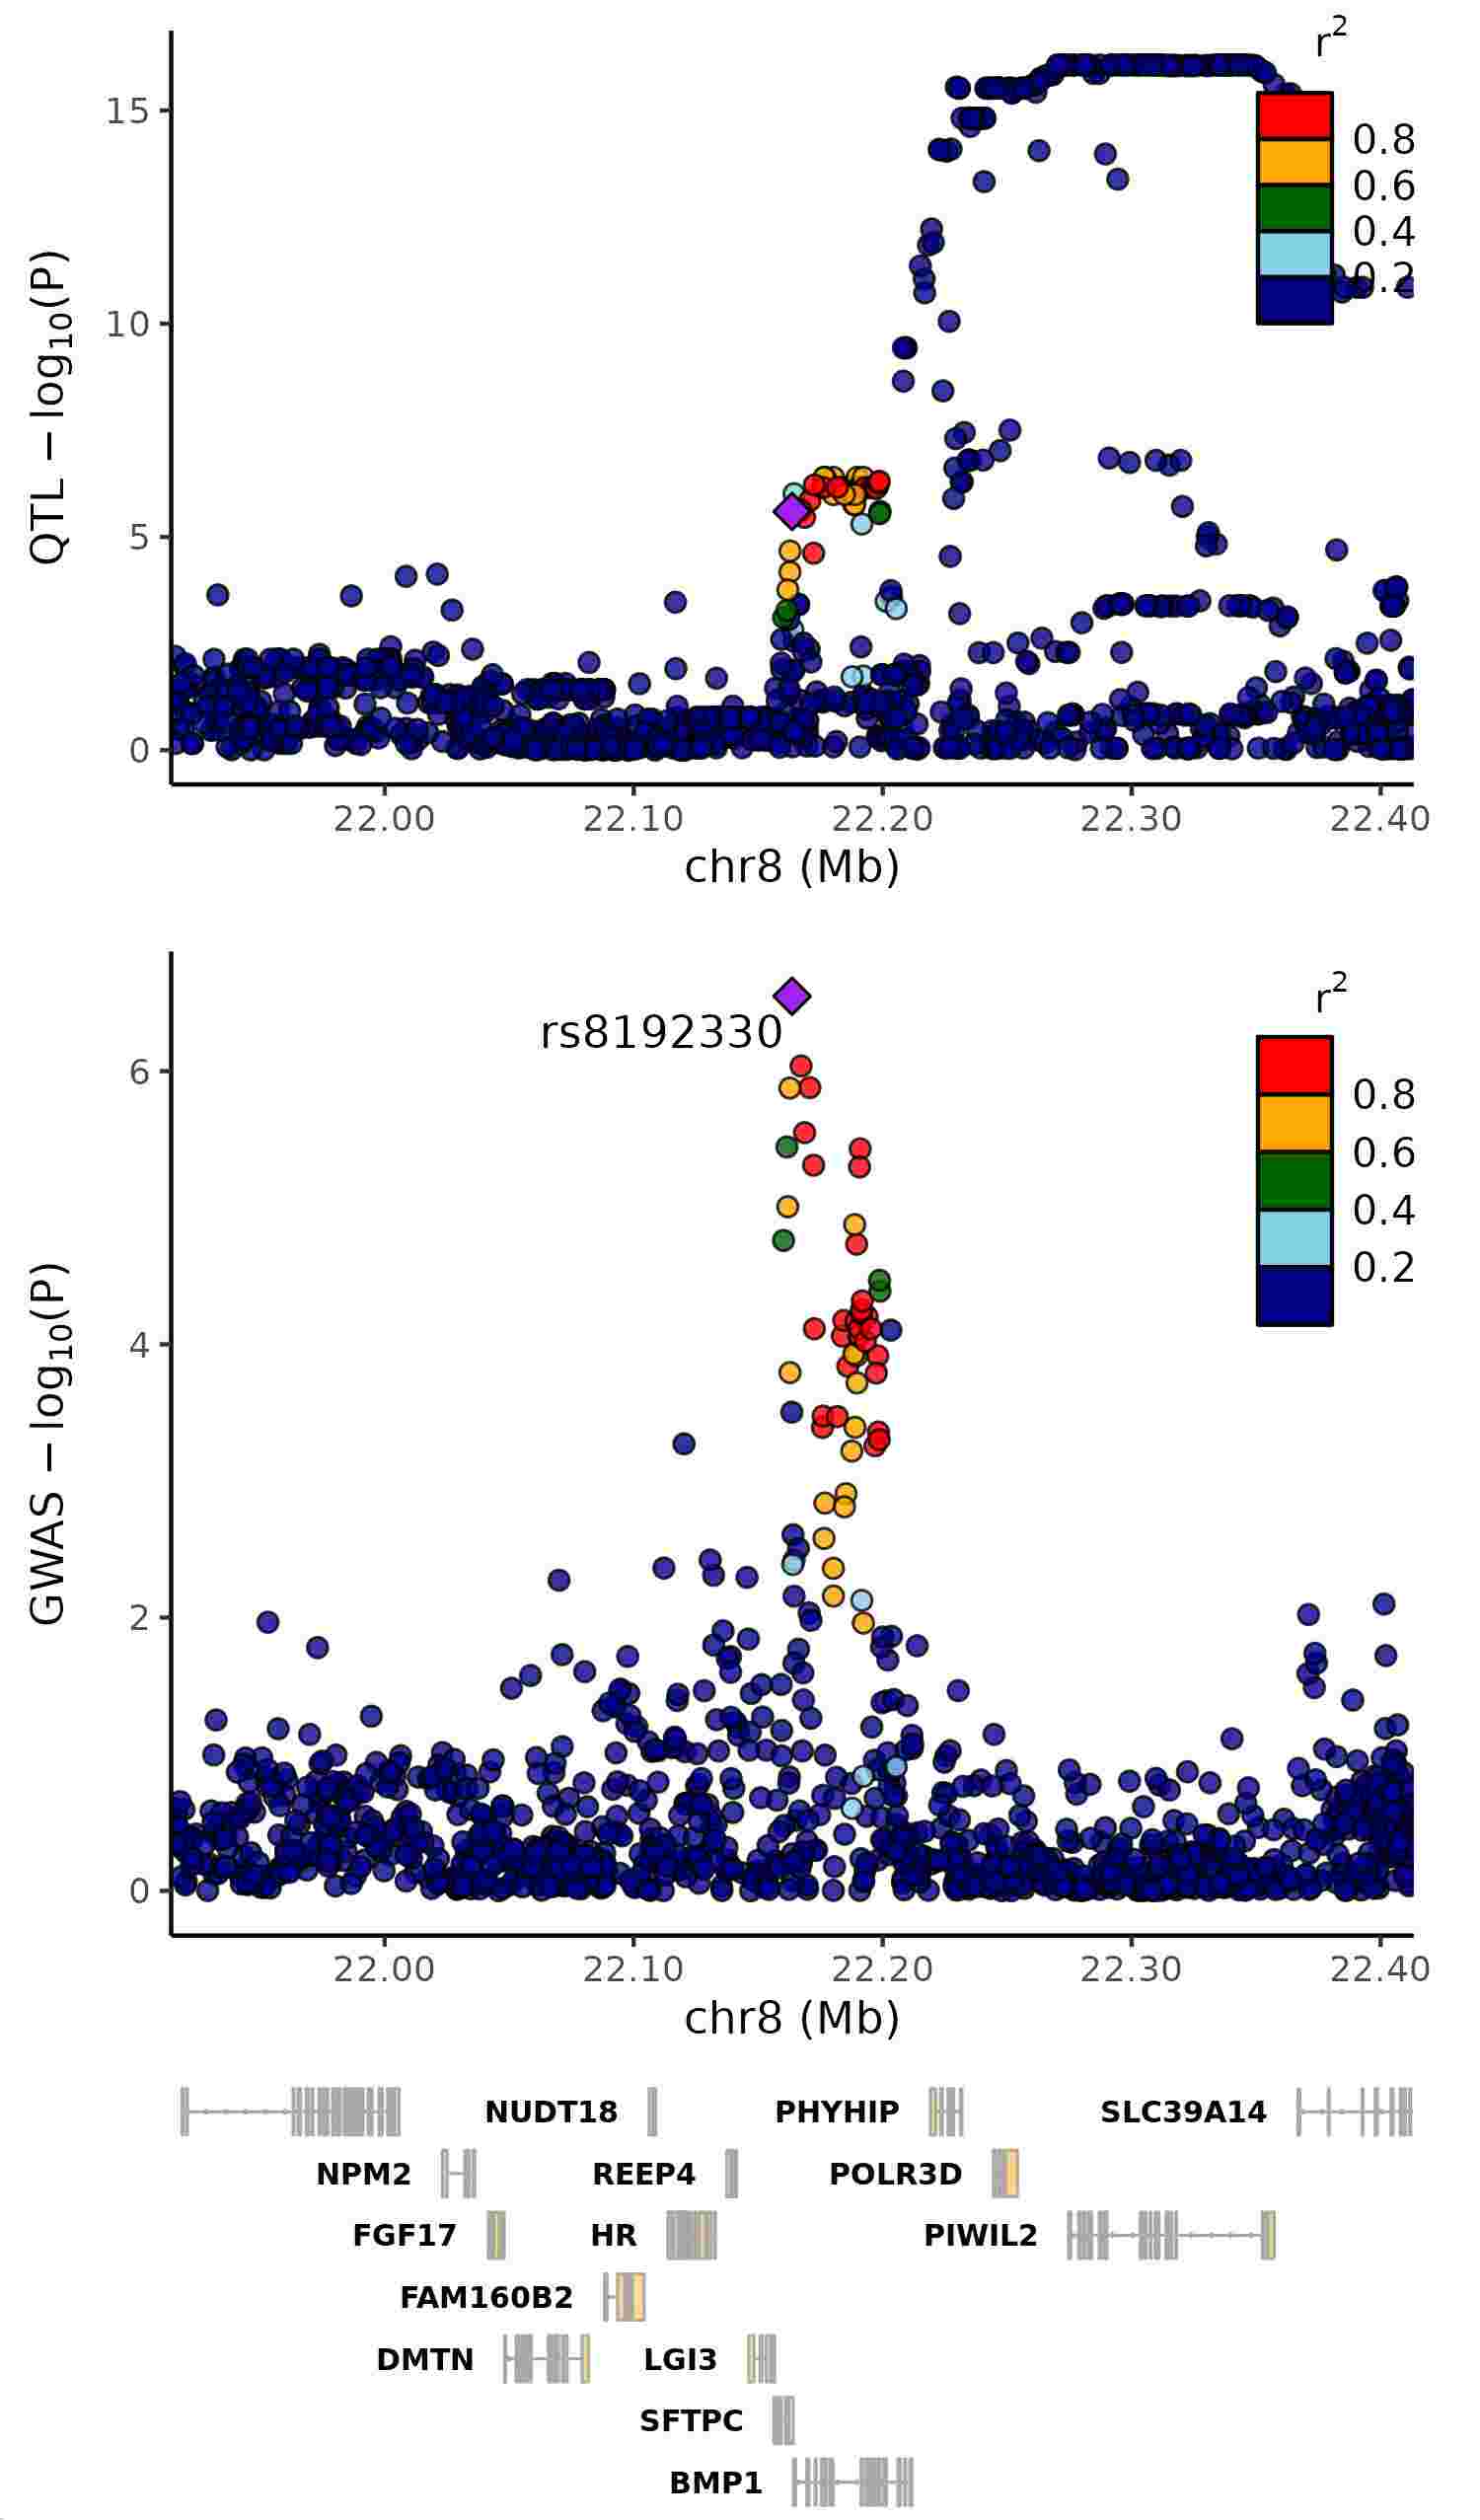 r2
15
0.8
0.6
0.4
0.2
10
5
0
QTL − log10(P)
22.00 22.10 22.20 22.30 22.40
chr8 (Mb)
r2
rs8192330
6
0.8
0.6
0.4
0.2
4
2
0
GWAS − log10(P)
22.00 22.10 22.20 22.30 22.40
chr8 (Mb)
NUDT18 PHYHIP SLC39A14
NPM2 REEP4 POLR3D
FGF17 HR PIWIL2
FAM160B2
DMTN LGI3
SFTPC
BMP1